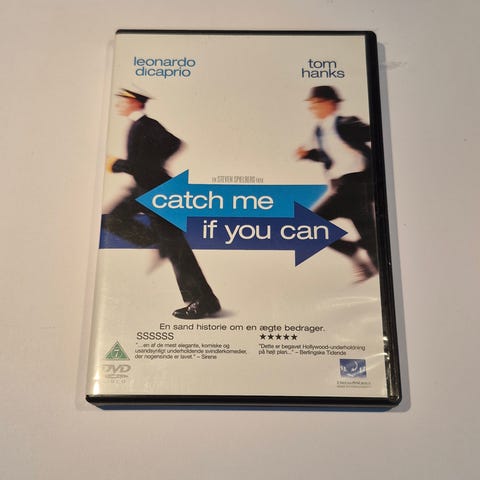 leonardo
dicaprio
tom
hanks
EN STEVEN SPIELBERG FILM
catch me
if you can
En sand historie om en ægte bedrager.
SSSSSS
★★★★★
"...en af de mest elegante, komiske og
usandsynligt underholdende svindlerkomedier,
der nogensinde er lavet." – Sirene
"Dette er begavet Hollywood-underholdning
på højt plan..." – Berlingske Tidende
7
DVD
VIDEO
DREAMWORKS